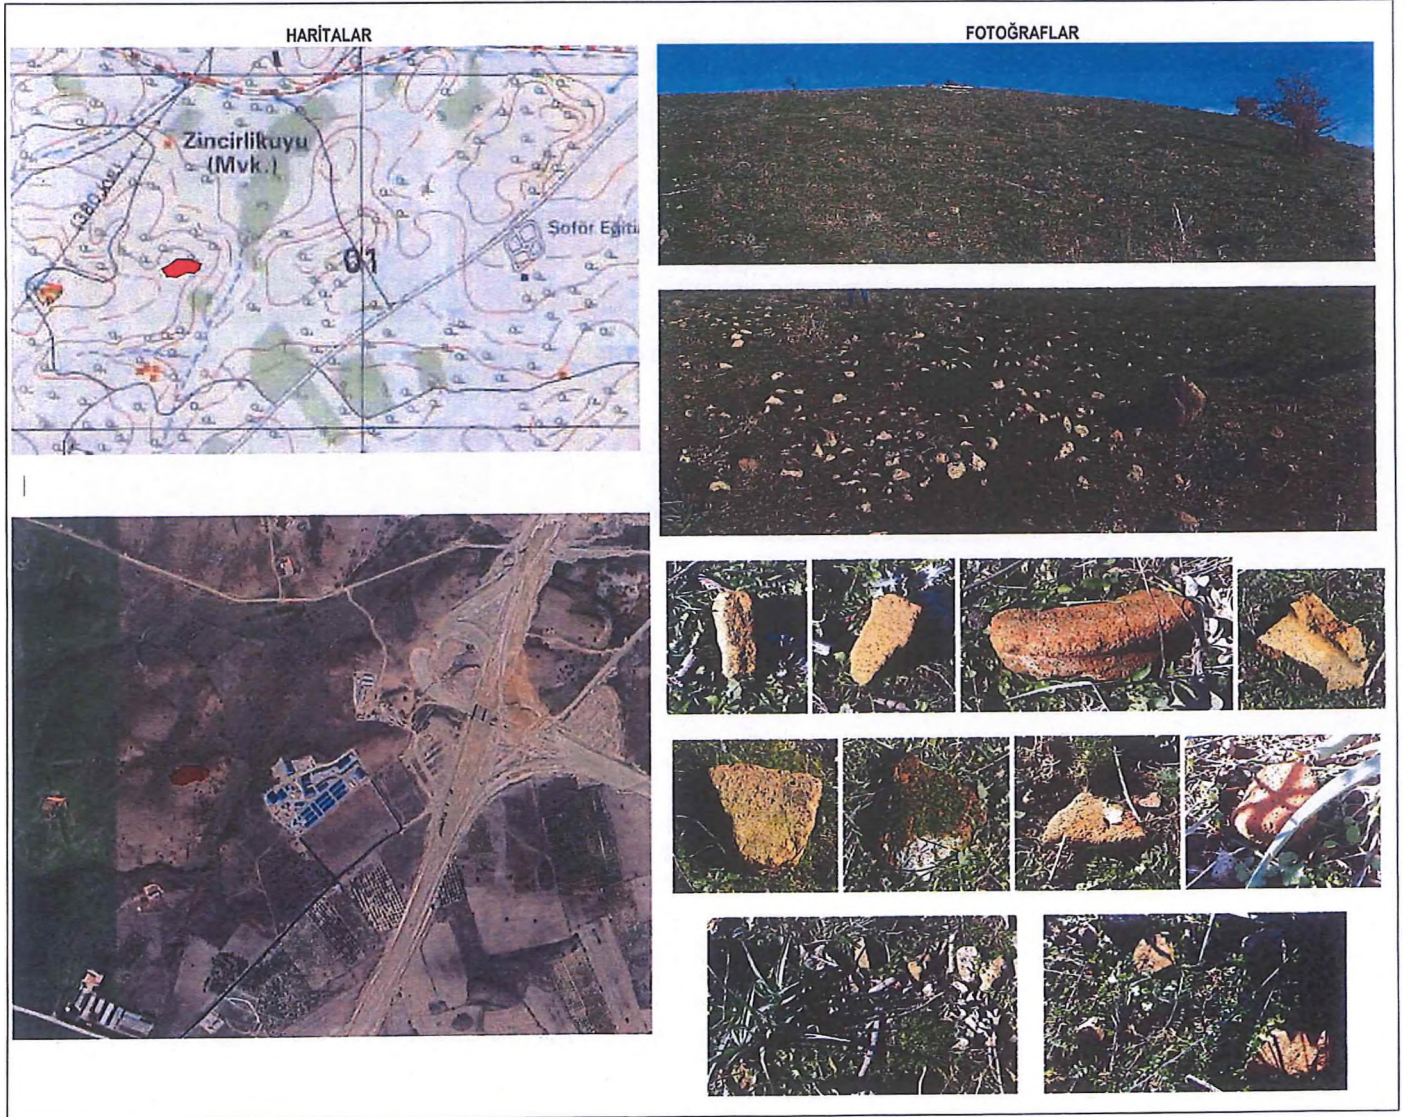 HARİTALAR
FOTOĞRAFLAR
Zincirlikuyu
(Mvk.)
01
Şoför Eğiti